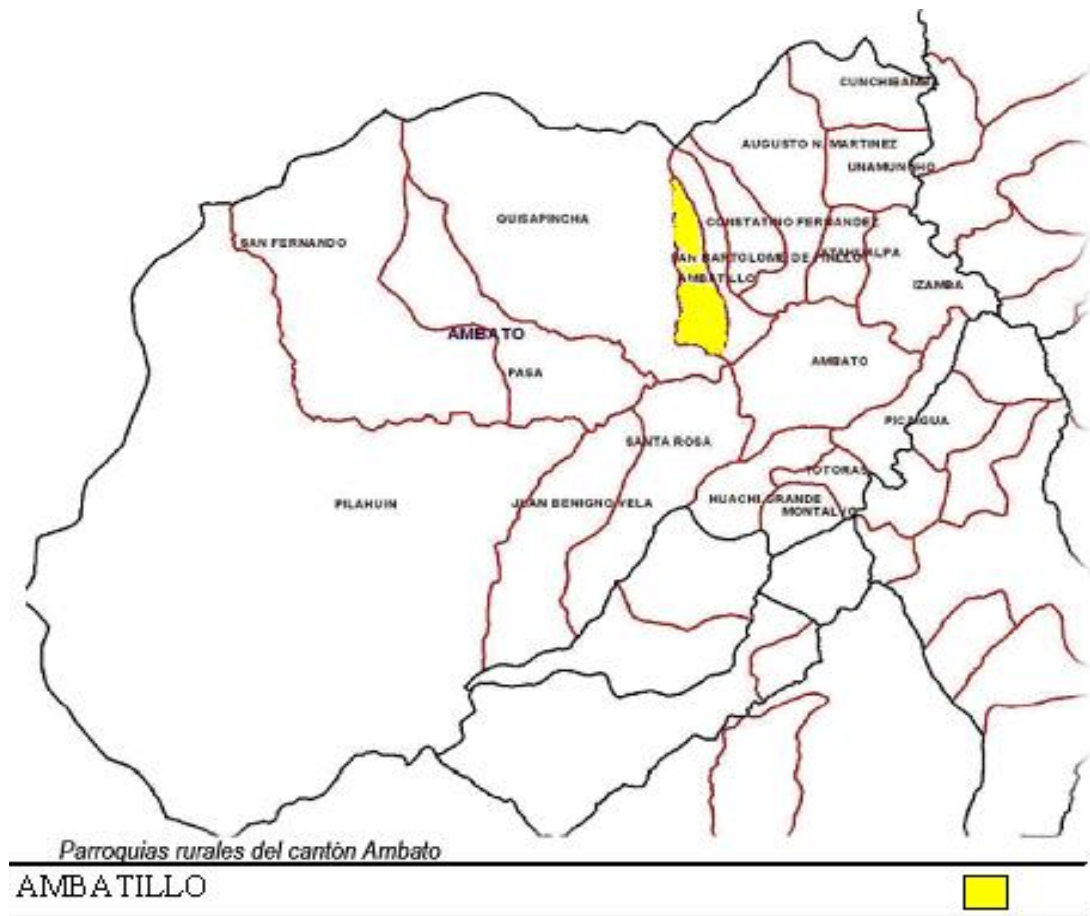 CUNCHIBAMBA
AUGUSTO N. MARTINEZ
UNAMUNCHO
QUISAPINCHA
CONSTATINO FERNANDEZ
SAN FERNANDO
ATAHUALPA
SAN BARTOLOME DE PINLLO
AMBATILLO
IZAMBA
AMBATO
AMBATO
PASA
PICAIGUA
SANTA ROSA
TOTORAS
PILAHUIN
JUAN BENIGNO VELA
HUACHI GRANDE
MONTALVO
Parroquias rurales del cantón Ambato
AMBATILLO